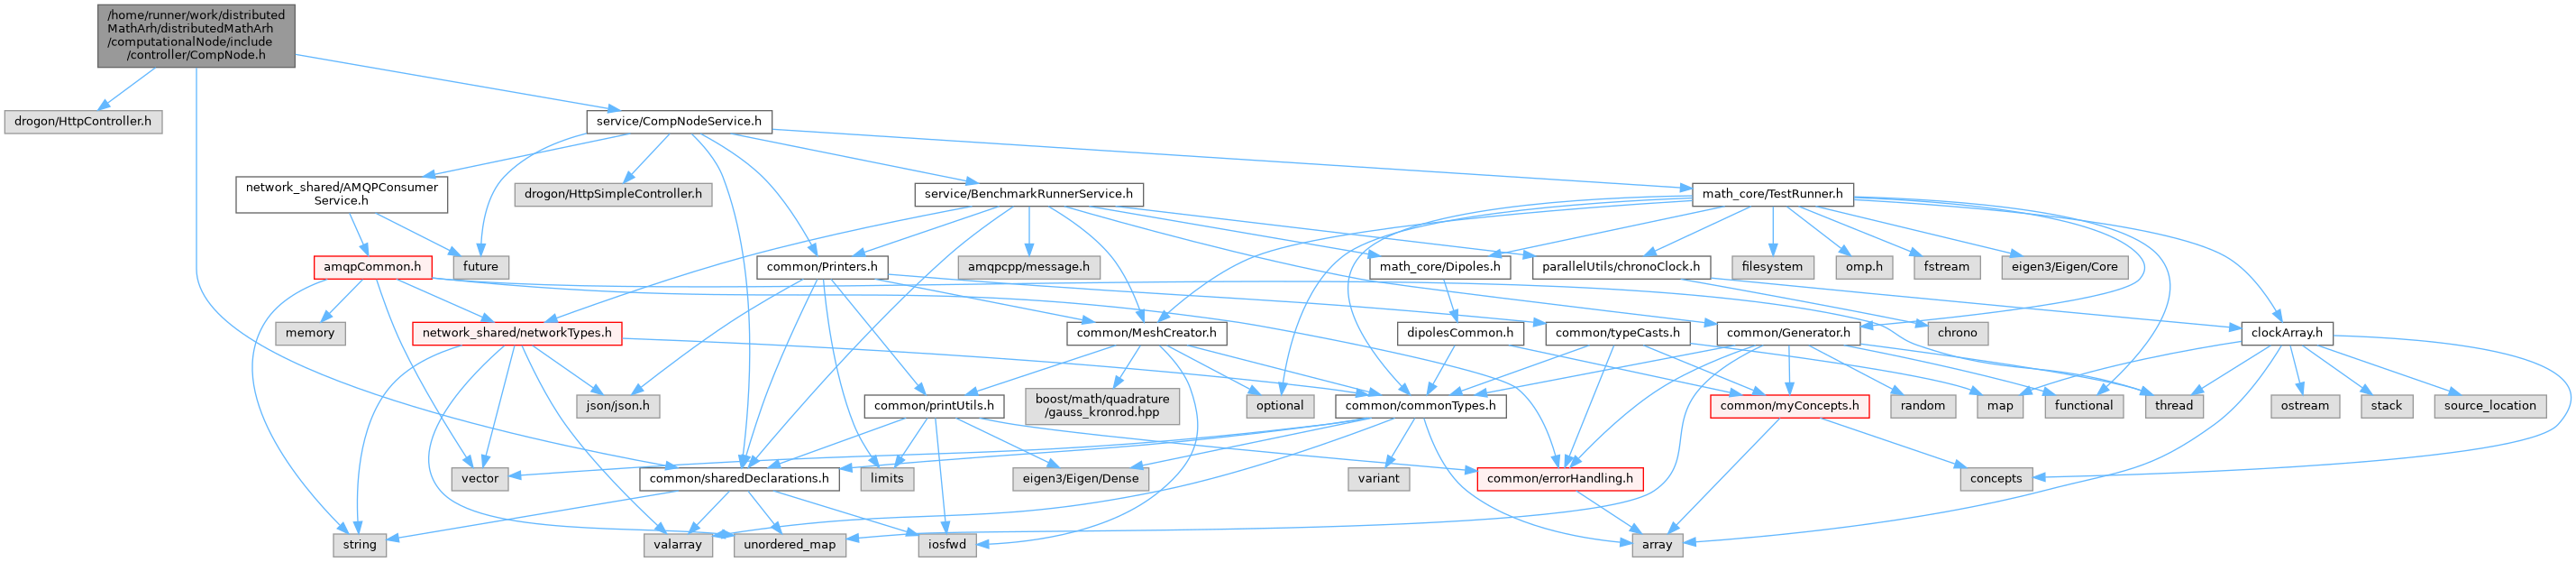 /home/runner/work/distributed
MathArh/distributedMathArh
/computationalNode/include
/controller/CompNode.h
drogon/HttpController.h
service/CompNodeService.h
network_shared/AMQPConsumer
Service.h
drogon/HttpSimpleController.h
service/BenchmarkRunnerService.h
math_core/TestRunner.h
amqpCommon.h
future
common/Printers.h
amqpcpp/message.h
math_core/Dipoles.h
parallelUtils/chronoClock.h
filesystem
omp.h
fstream
eigen3/Eigen/Core
memory
network_shared/networkTypes.h
common/MeshCreator.h
dipolesCommon.h
common/typeCasts.h
common/Generator.h
chrono
clockArray.h
json/json.h
common/printUtils.h
boost/math/quadrature
/gauss_kronrod.hpp
optional
common/commonTypes.h
common/myConcepts.h
random
map
functional
thread
ostream
stack
source_location
vector
common/sharedDeclarations.h
limits
eigen3/Eigen/Dense
variant
common/errorHandling.h
concepts
string
valarray
unordered_map
iosfwd
array